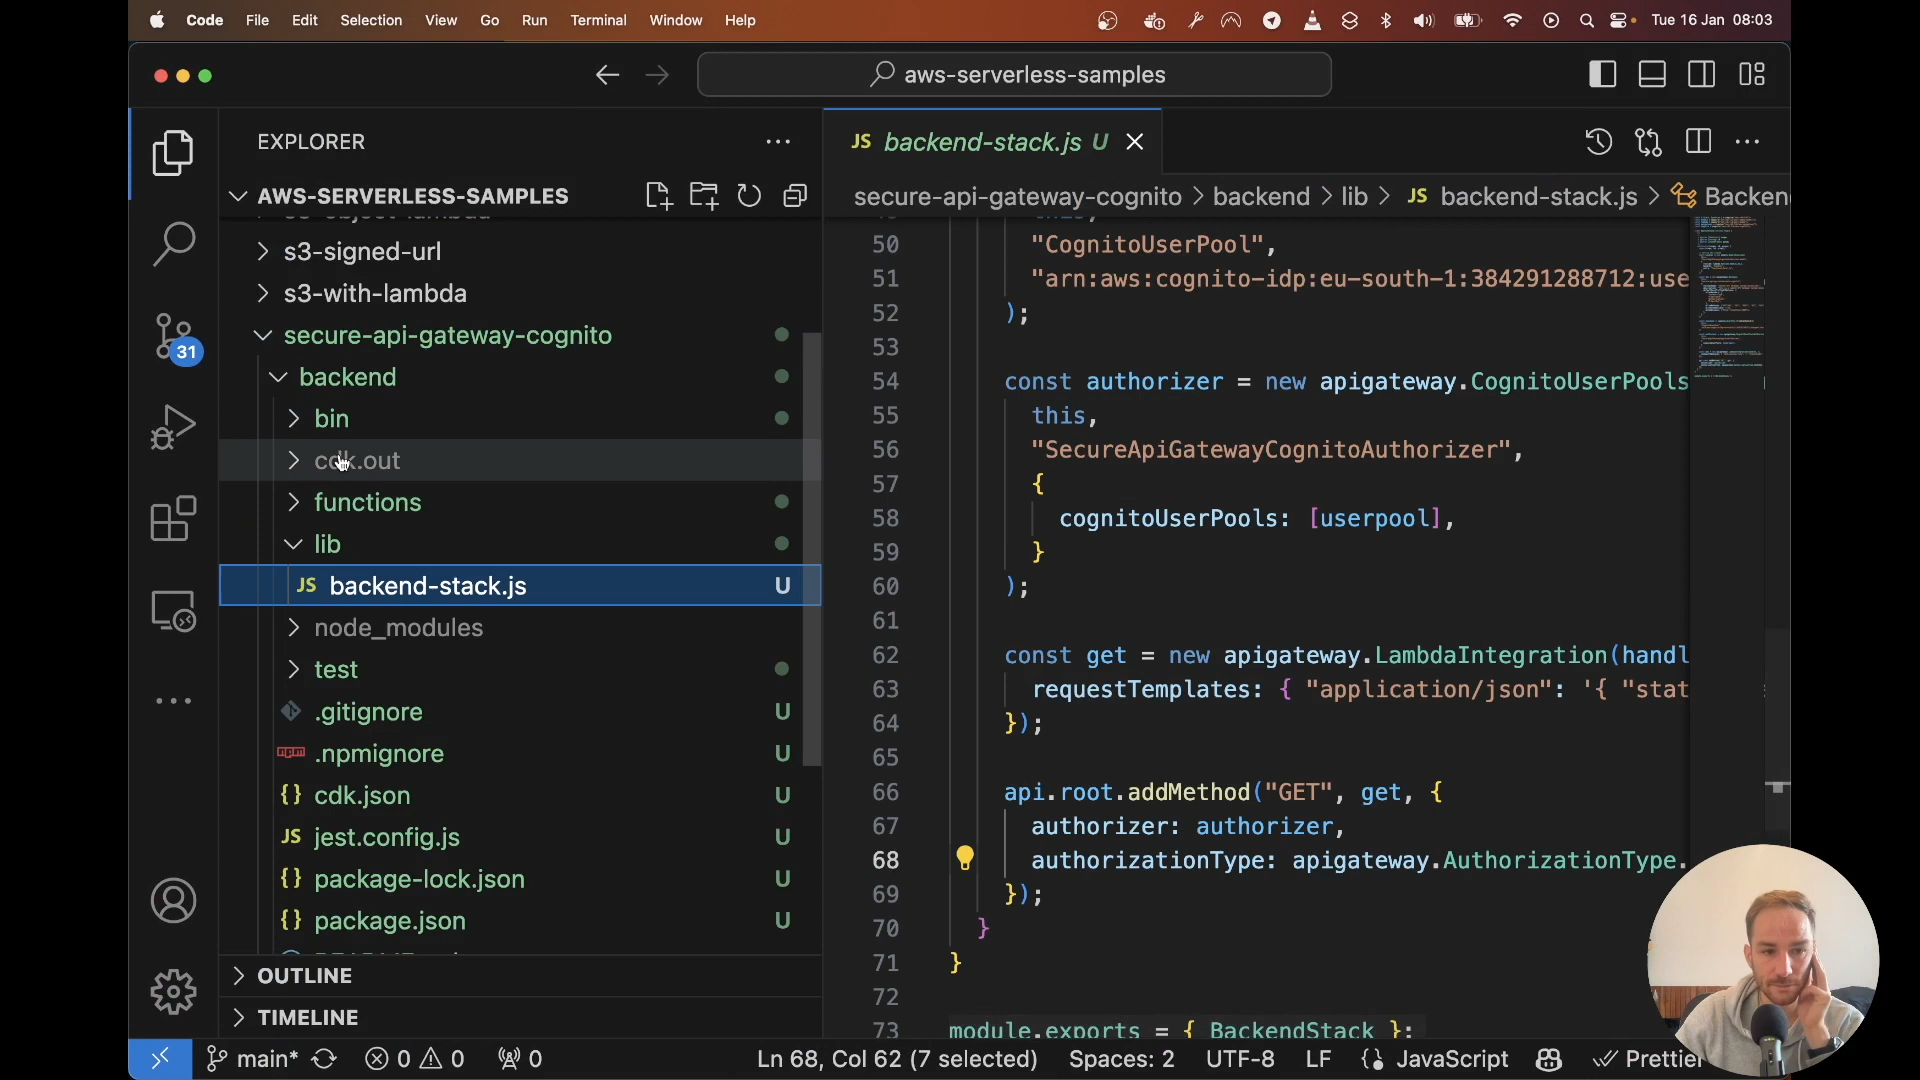 Code File Edit Selection View Go Run Terminal Window Help Tue 16 Jan 08:03
aws-serverless-samples
EXPLORER
AWS-SERVERLESS-SAMPLES
s3-signed-url
s3-with-lambda
secure-api-gateway-cognito
backend
bin
cdk.out
functions
lib
JS backend-stack.js U
node_modules
test
.gitignore U
.npmignore U
{} cdk.json U
JS jest.config.js U
{} package-lock.json U
{} package.json U
OUTLINE
TIMELINE
31
JS backend-stack.js U
secure-api-gateway-cognito > backend > lib > JS backend-stack.js > Backen
50 "CognitoUserPool",
51 "arn:aws:cognito-idp:eu-south-1:384291288712:use
52 );
53
54 const authorizer = new apigateway.CognitoUserPools
55 this,
56 "SecureApiGatewayCognitoAuthorizer",
57 {
58 cognitoUserPools: [userpool],
59 }
60 );
61
62 const get = new apigateway.LambdaIntegration(handl
63 requestTemplates: { "application/json": '{ "stat
64 });
65
66 api.root.addMethod("GET", get, {
67 authorizer: authorizer,
68 authorizationType: apigateway.AuthorizationType.
69 });
70 }
71 }
72
73 module.exports = { BackendStack };
main* 0 0 0 Ln 68, Col 62 (7 selected) Spaces: 2 UTF-8 LF JavaScript Prettier